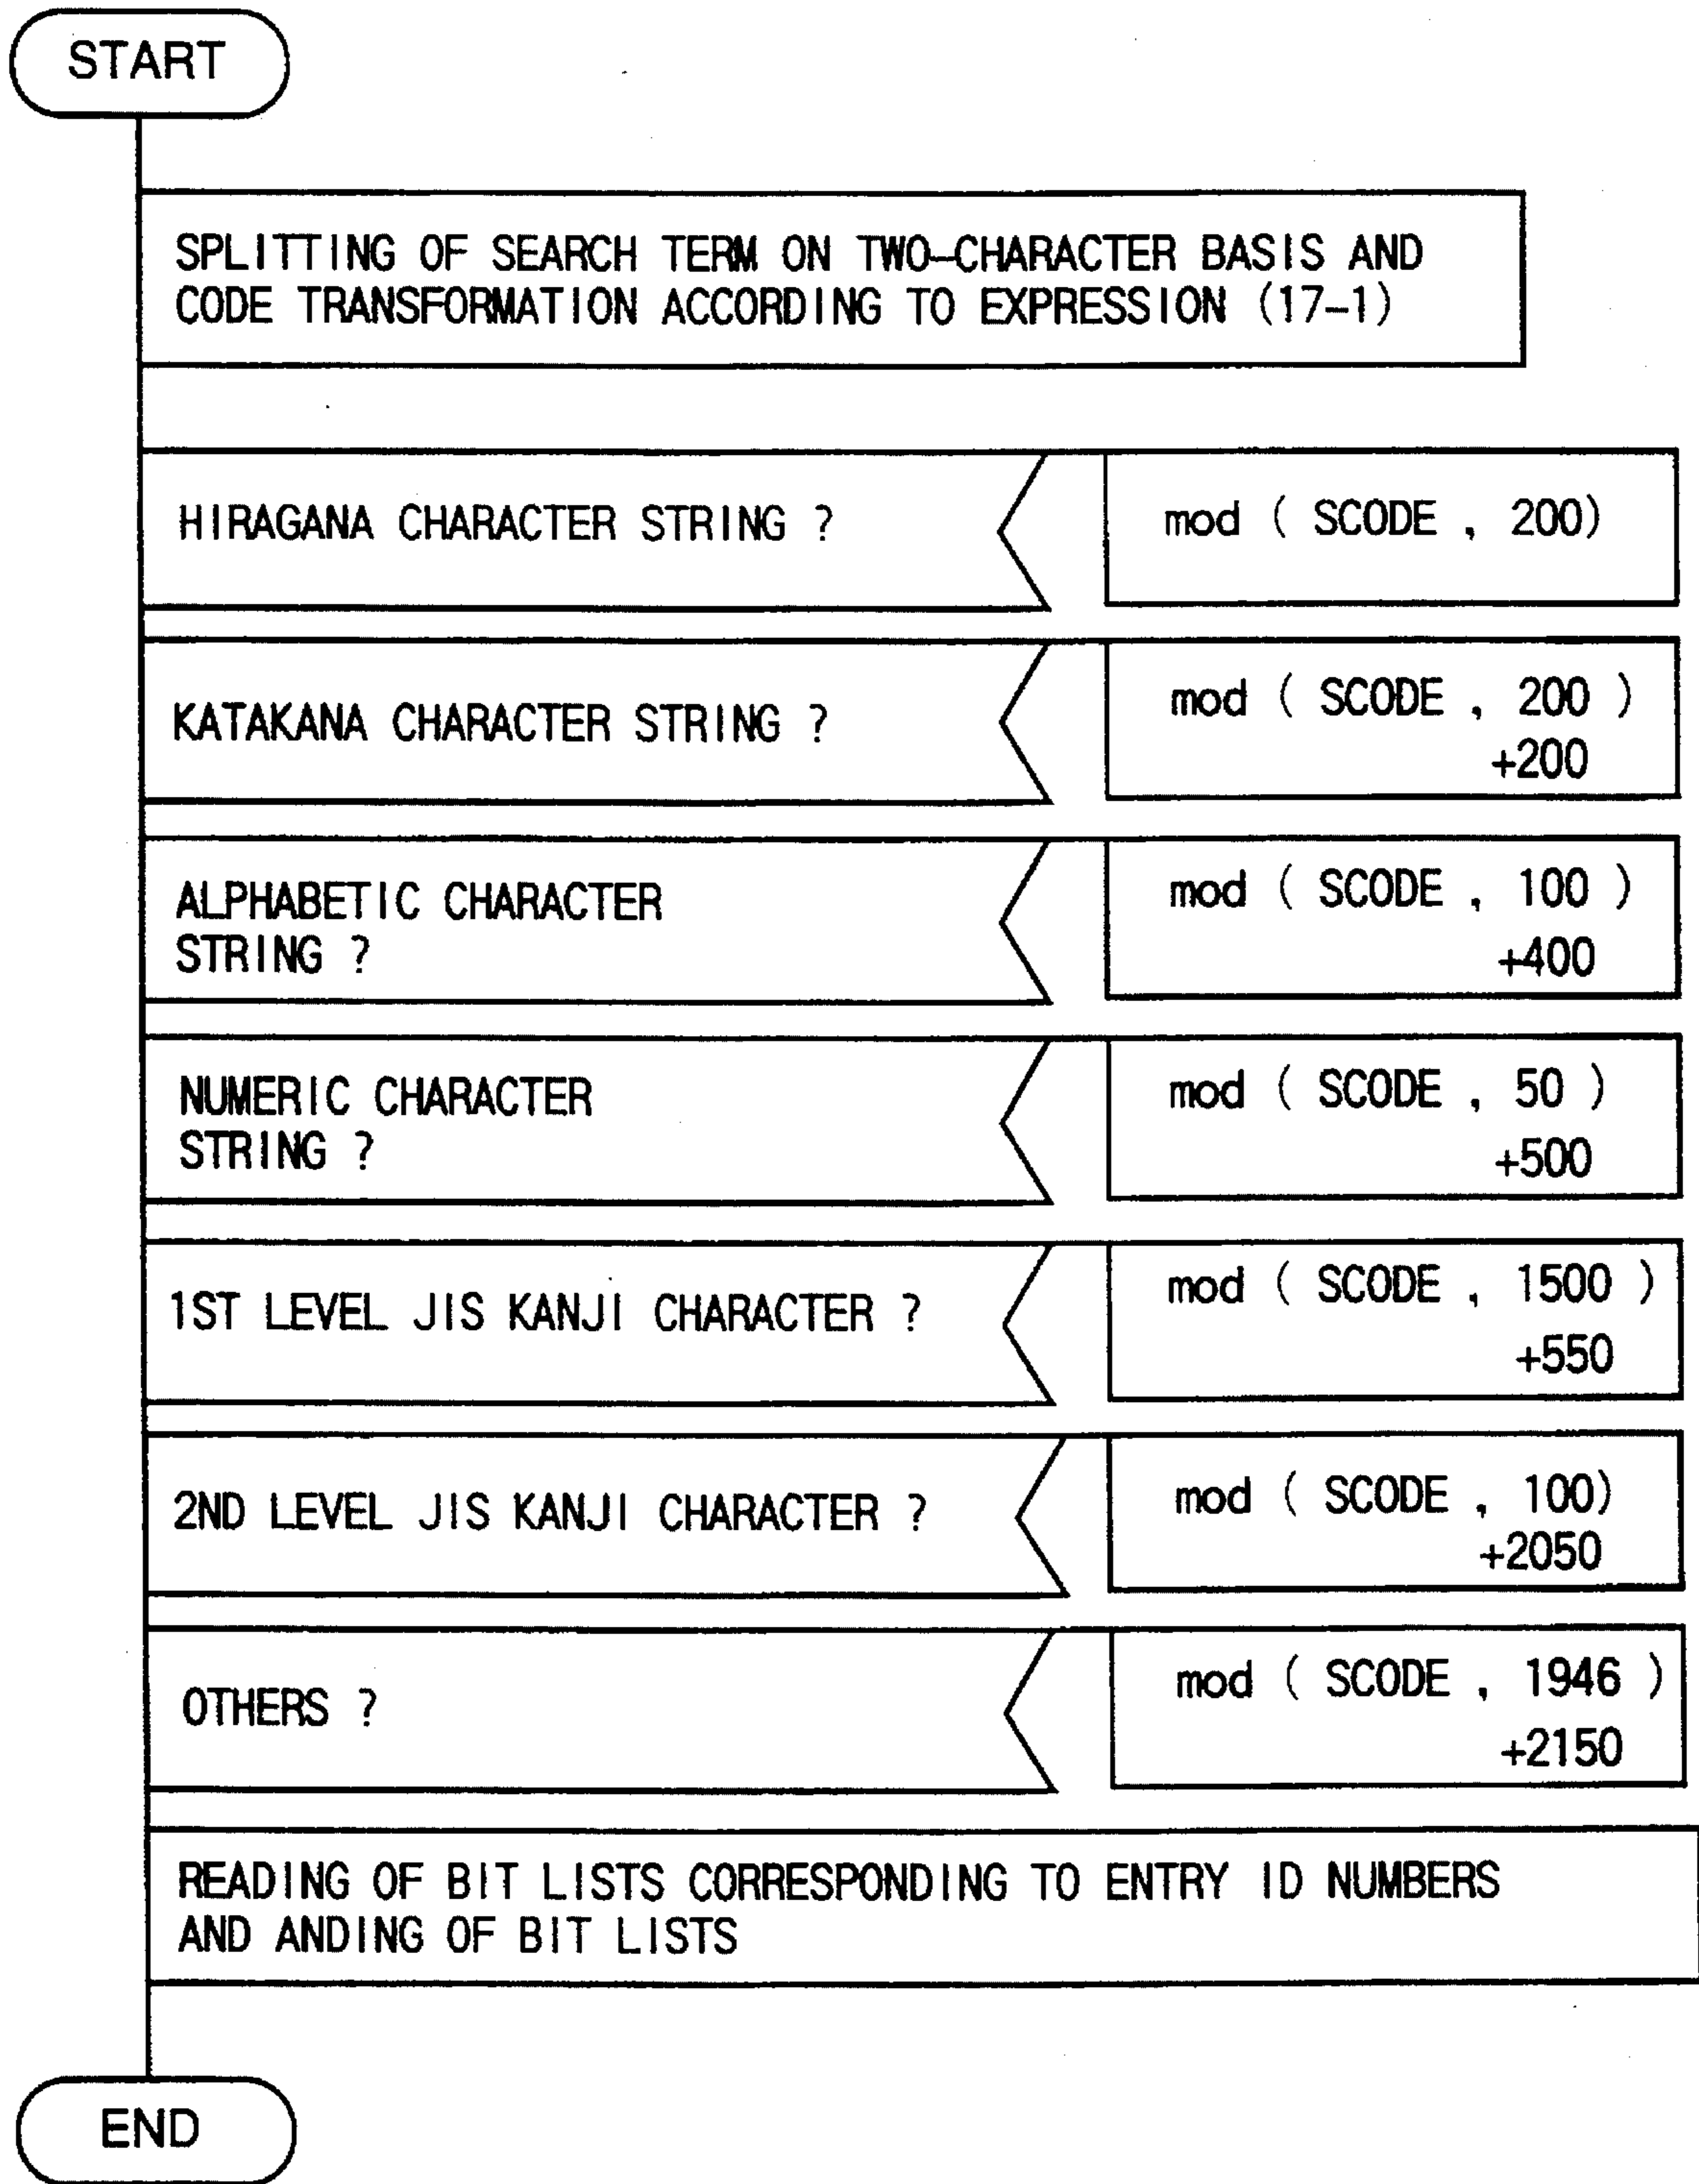 START
SPLITTING OF SEARCH TERM ON TWO-CHARACTER BASIS AND
CODE TRANSFORMATION ACCORDING TO EXPRESSION (17-1)
HIRAGANA CHARACTER STRING ?
mod ( SCODE , 200)
KATAKANA CHARACTER STRING ?
mod ( SCODE , 200 )
+200
ALPHABETIC CHARACTER
STRING ?
mod ( SCODE , 100 )
+400
NUMERIC CHARACTER
STRING ?
mod ( SCODE , 50 )
+500
1ST LEVEL JIS KANJI CHARACTER ?
mod ( SCODE , 1500 )
+550
2ND LEVEL JIS KANJI CHARACTER ?
mod ( SCODE , 100)
+2050
OTHERS ?
mod ( SCODE , 1946 )
+2150
READING OF BIT LISTS CORRESPONDING TO ENTRY ID NUMBERS
AND ANDING OF BIT LISTS
END